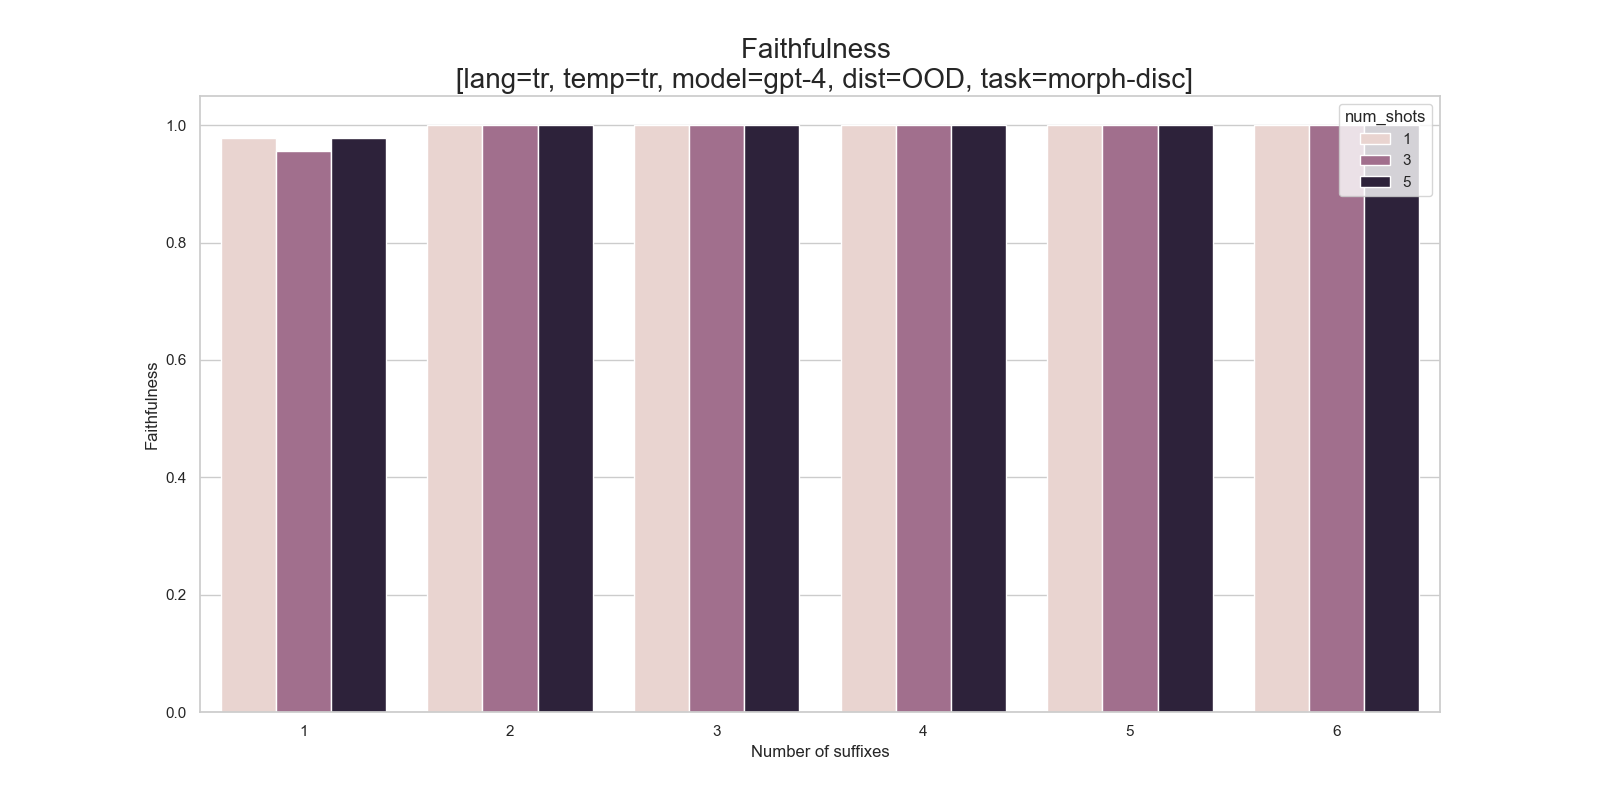 Faithfulness
[lang=tr, temp=tr, model=gpt-4, dist=OOD, task=morph-disc]
num_shots
1
3
5
1.0
0.8
0.6
0.4
0.2
0.0
Faithfulness
1 2 3 4 5 6
Number of suffixes